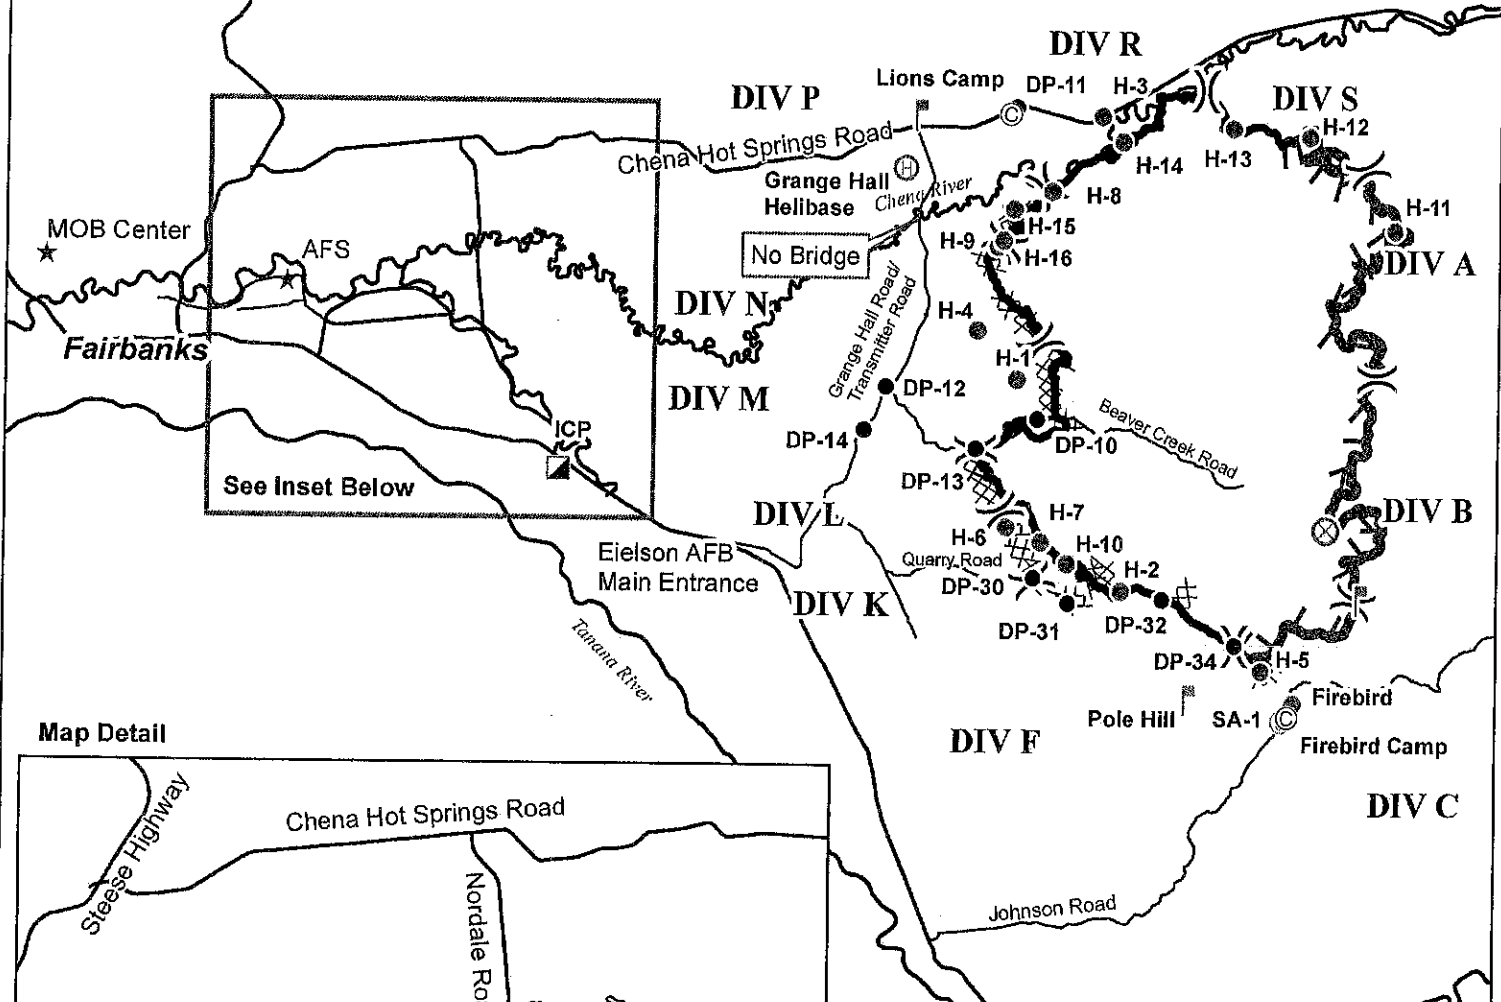 DIV R
Lions Camp
DP-11
H-3
DIV P
DIV S
H-12
Chena Hot Springs Road
H-14
H-13
Grange Hall
Helibase
Chena River
H-8
H-11
H-15
MOB Center
AFS
H-9
H-16
No Bridge
DIV A
DIV N
Grange Hall Road/
Transmitter Road
H-4
Fairbanks
H-1
DIV M
DP-12
Beaver Creek Road
ICP
DP-14
DP-10
See Inset Below
DP-13
DIV L
H-7
DIV B
H-6
H-10
Eielson AFB
Main Entrance
Quarry Road
H-2
DP-30
DIV K
DP-31
DP-32
Tanana River
DP-34
H-5
Firebird
Pole Hill
SA-1
Map Detail
DIV F
Firebird Camp
Steese Highway
Chena Hot Springs Road
DIV C
Nordale Ro
Johnson Road